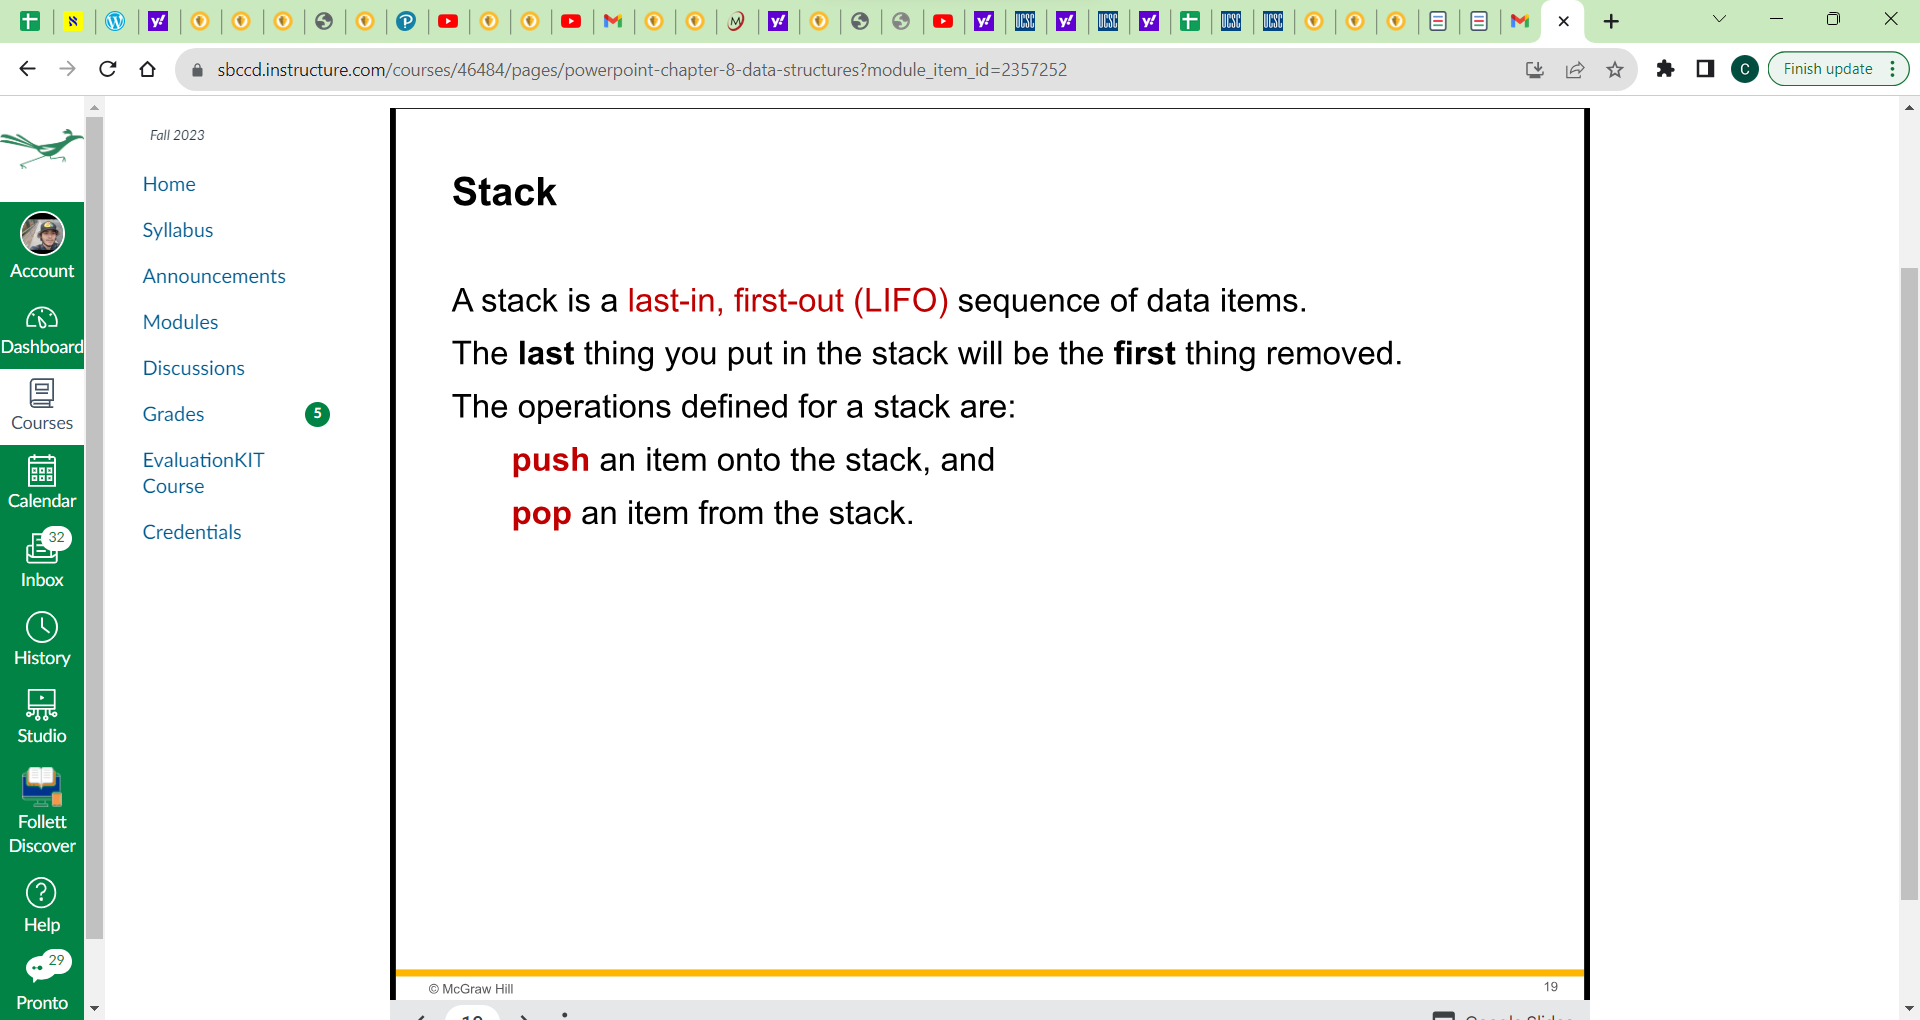 sbccd.instructure.com/courses/46484/pages/powerpoint-chapter-8-data-structures?module_item_id=2357252
C
Finish update
Fall 2023
Home
Syllabus
Announcements
Modules
Discussions
Grades
5
EvaluationKIT
Course
Credentials
Account
Dashboard
Courses
Calendar
32
Inbox
History
Studio
Follett
Discover
Help
29
Pronto
Stack
A stack is a last-in, first-out (LIFO) sequence of data items.
The last thing you put in the stack will be the first thing removed.
The operations defined for a stack are:
push an item onto the stack, and
pop an item from the stack.
© McGraw Hill
19